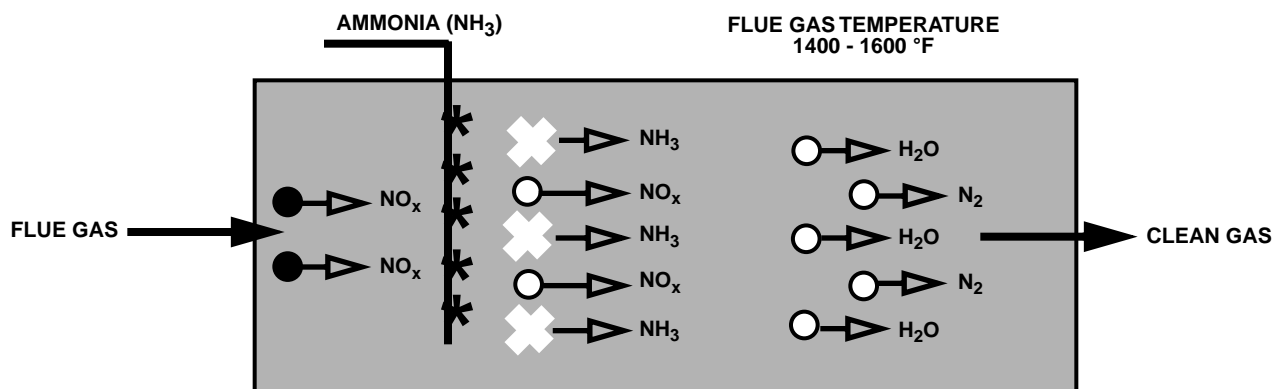 AMMONIA (NH3)
FLUE GAS TEMPERATURE
1400 - 1600 °F
NH3
H2O
NOx
NOx
N2
FLUE GAS
NH3
H2O
CLEAN GAS
NOx
NOx
N2
NH3
H2O